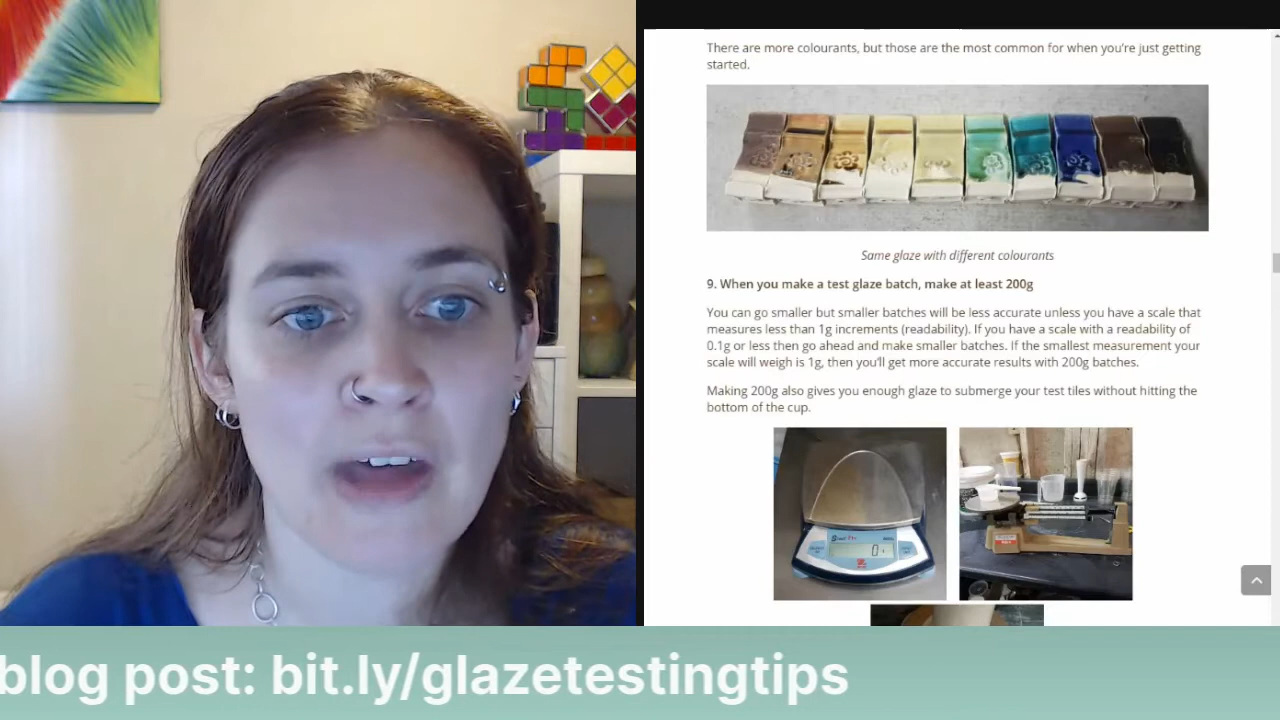 There are more colourants, but those are the most common for when you're just getting
started.
Same glaze with different colourants
9. When you make a test glaze batch, make at least 200g
You can go smaller but smaller batches will be less accurate unless you have a scale that
measures less than 1g increments (readability). If you have a scale with a readability of
0.1g or less then go ahead and make smaller batches. If the smallest measurement your
scale will weigh is 1g, then you'll get more accurate results with 200g batches.
Making 200g also gives you enough glaze to submerge your test tiles without hitting the
bottom of the cup.
blog post: bit.ly/glazetestingtips